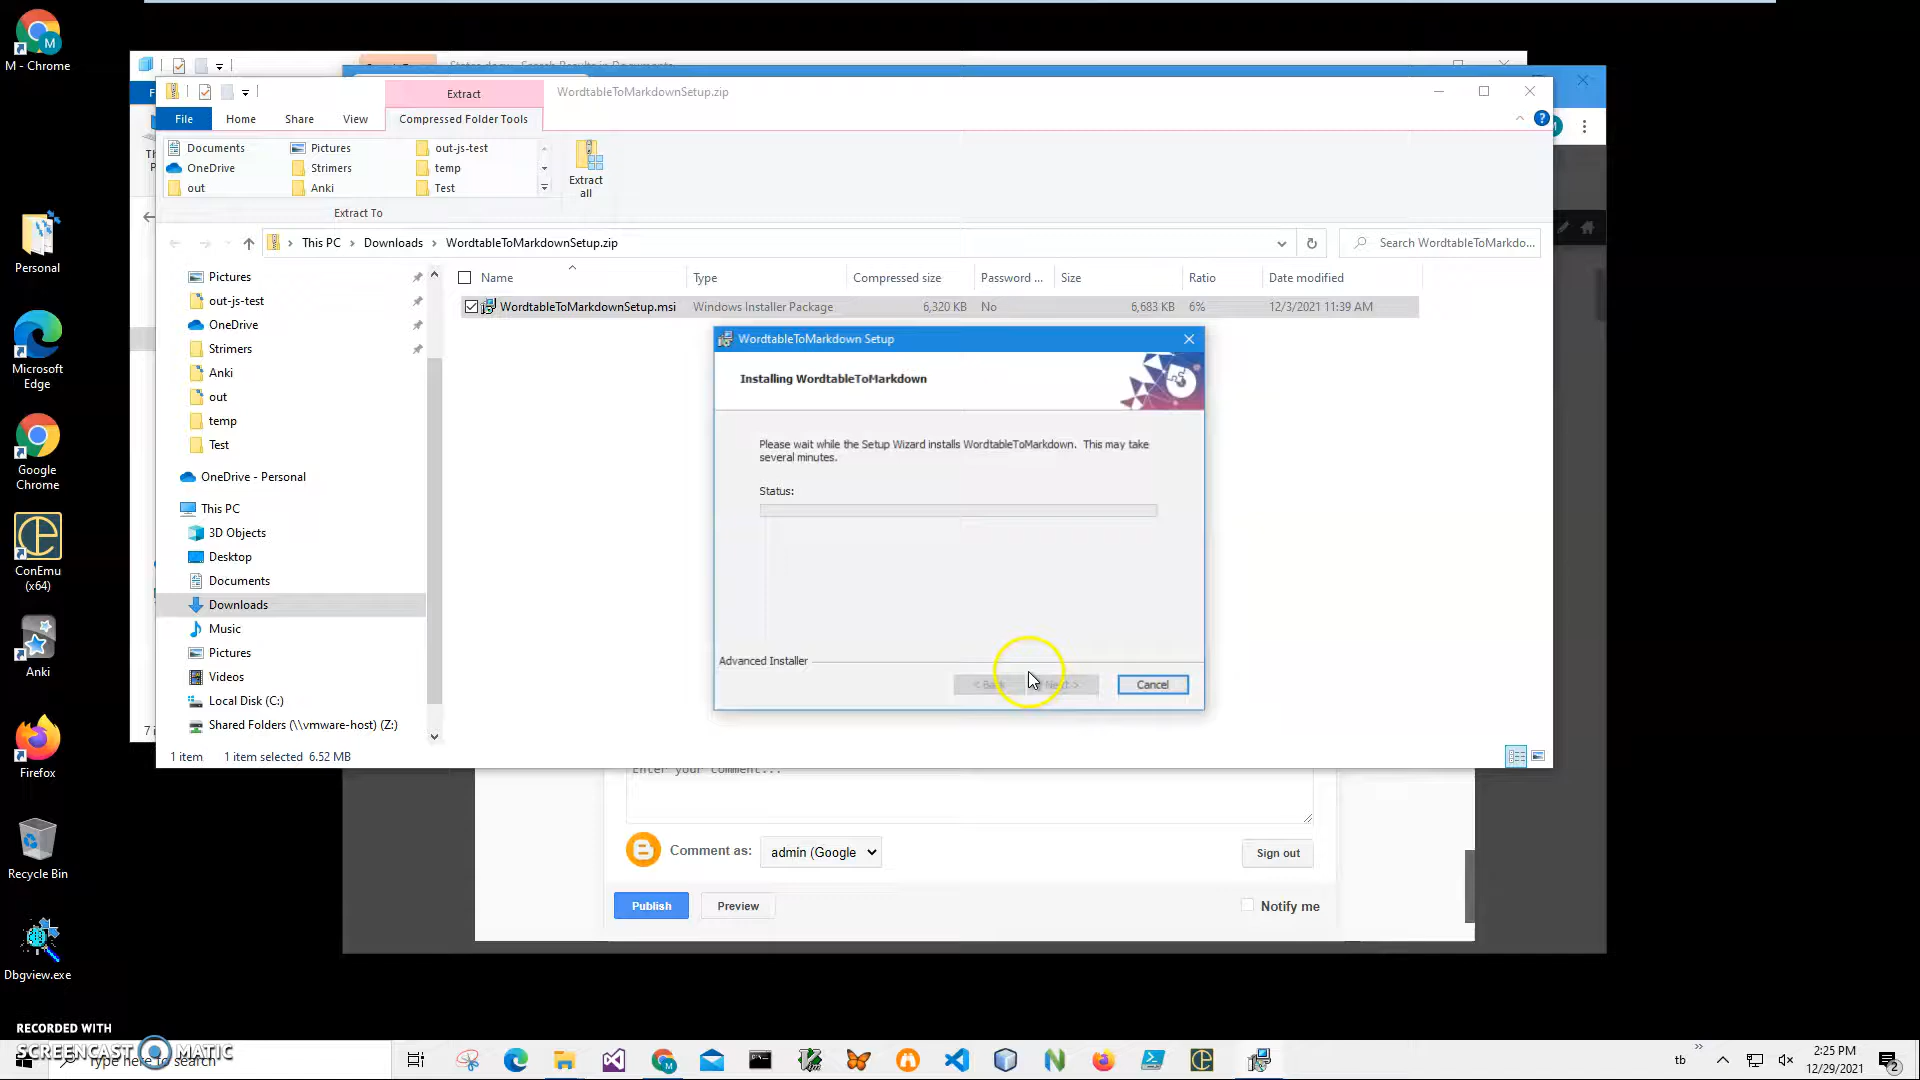 M - Chrome
Personal
Microsoft
Edge
Google
Chrome
ConEmu
(x64)
Anki
Firefox
Recycle Bin
Dbgview.exe
Extract
WordtableToMarkdownSetup.zip
File
Home
Share
View
Compressed Folder Tools
Documents
Pictures
out-js-test
OneDrive
Strimers
temp
out
Anki
Test
Extract
all
Extract To
This PC
Downloads
WordtableToMarkdownSetup.zip
Search WordtableToMarkdo...
Name
Type
Compressed size
Password ...
Size
Ratio
Date modified
WordtableToMarkdownSetup.msi
Windows Installer Package
6,320 KB
No
6,683 KB
6%
12/3/2021 11:39 AM
Pictures
out-js-test
OneDrive
Strimers
Anki
out
temp
Test
OneDrive - Personal
This PC
3D Objects
Desktop
Documents
Downloads
Music
Pictures
Videos
Local Disk (C:)
Shared Folders (\\vmware-host) (Z:)
1 item
1 item selected 6.52 MB
WordtableToMarkdown Setup
Installing WordtableToMarkdown
Please wait while the Setup Wizard installs WordtableToMarkdown. This may take
several minutes.
Status:
Advanced Installer
< Back
Next >
Cancel
Enter your comment...
Comment as:
admin (Google
Sign out
Publish
Preview
Notify me
RECORDED WITH
SCREENCAST MATIC
Type here to search
tb
2:25 PM
12/29/2021
2